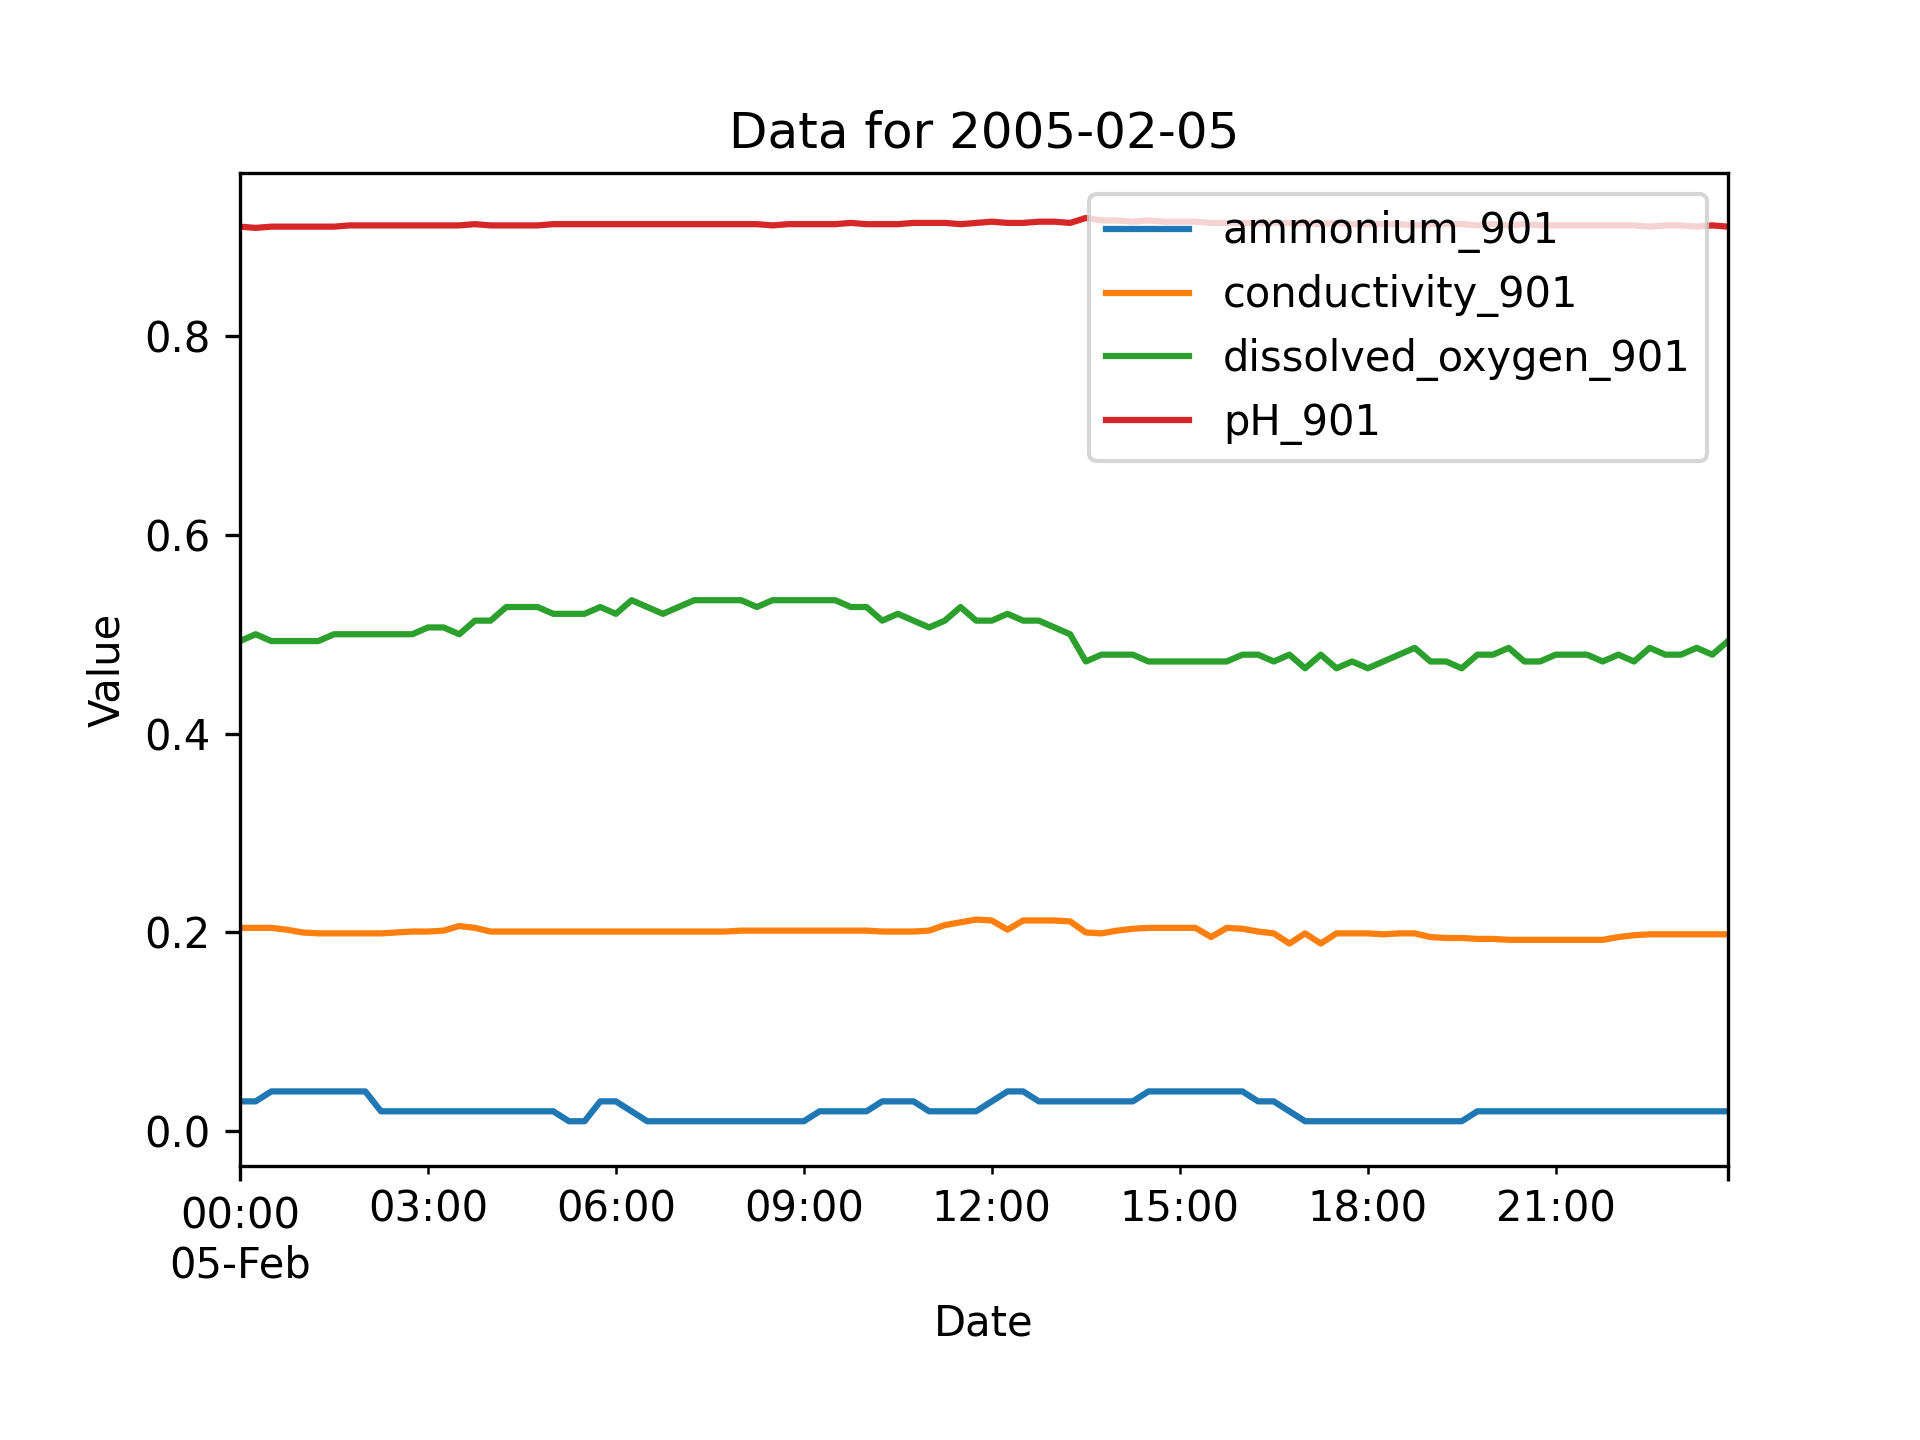 Data for 2005-02-05
ammonium_901
conductivity_901
dissolved_oxygen_901
pH_901
0.8
0.6
0.4
0.2
0.0
Value
00:00 03:00 06:00 09:00 12:00 15:00 18:00 21:00
05-Feb
Date